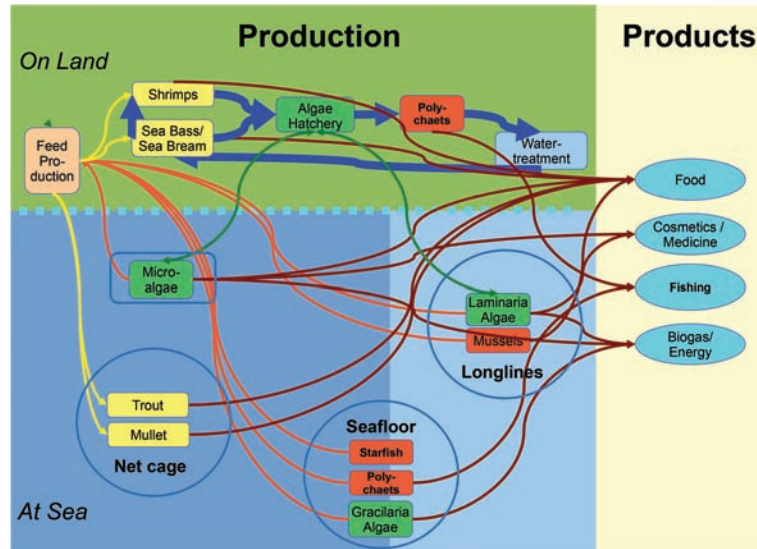 Production
Products
On Land
Shrimps
Algae
Hatchery
Poly-
chaets
Sea Bass/
Sea Bream
Feed
Pro-
duction
Water-
treatment
Food
Cosmetics /
Medicine
Micro-
algae
Fishing
Laminaria
Algae
Mussels
Biogas/
Energy
Longlines
Trout
Mullet
Net cage
Seafloor
Starfish
Poly-
chaets
Gracilaria
Algae
At Sea